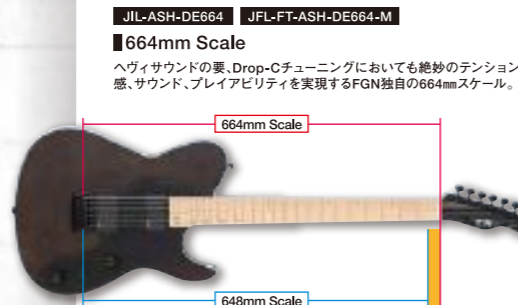 JIL-ASH-DE664 JFL-FT-ASH-DE664-M
■664mm Scale
ヘヴィサウンドの要、Drop-Cチューニングにおいても絶妙のテンション
感、サウンド、プレイアビリティを実現するFGN独自の664㎜スケール。
664mm Scale
648mm Scale